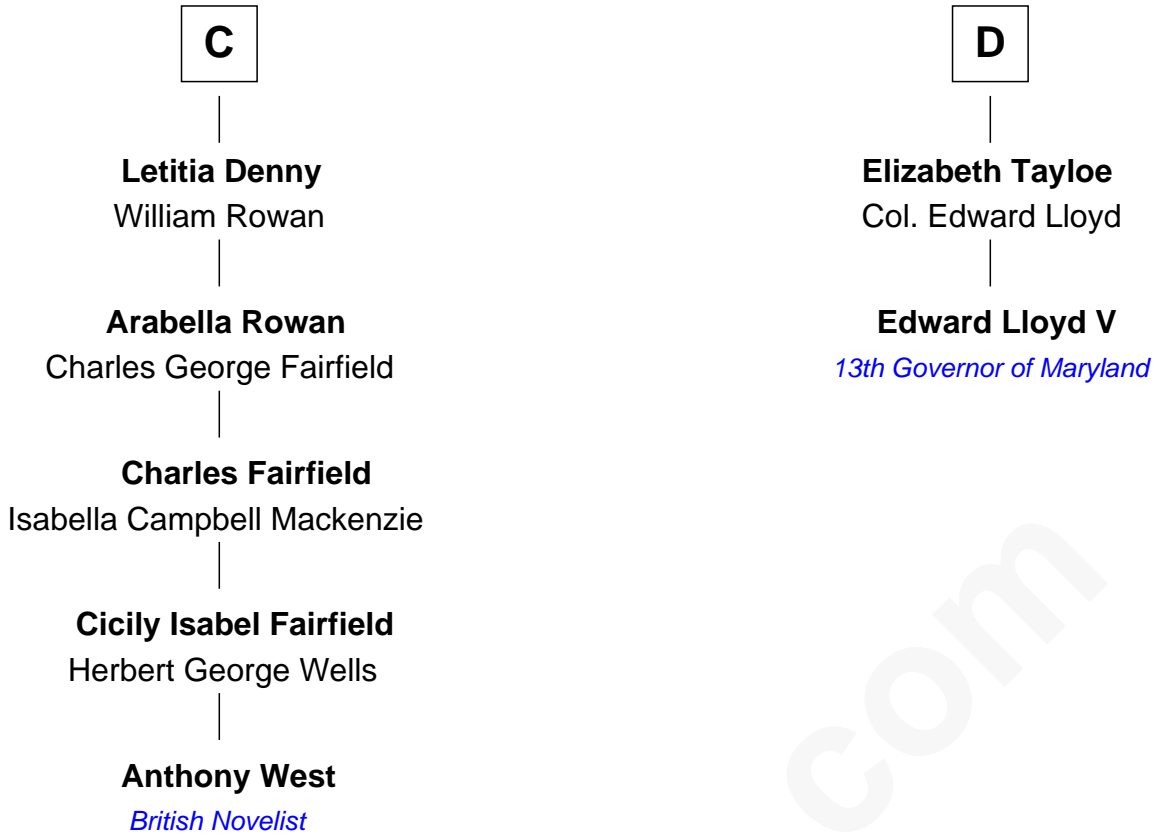 C
Letitia Denny
William Rowan
Arabella Rowan
Charles George Fairfield
Charles Fairfield
Isabella Campbell Mackenzie
Cicily Isabel Fairfield
Herbert George Wells
Anthony West
British Novelist
D
Elizabeth Tayloe
Col. Edward Lloyd
Edward Lloyd V
13th Governor of Maryland
com